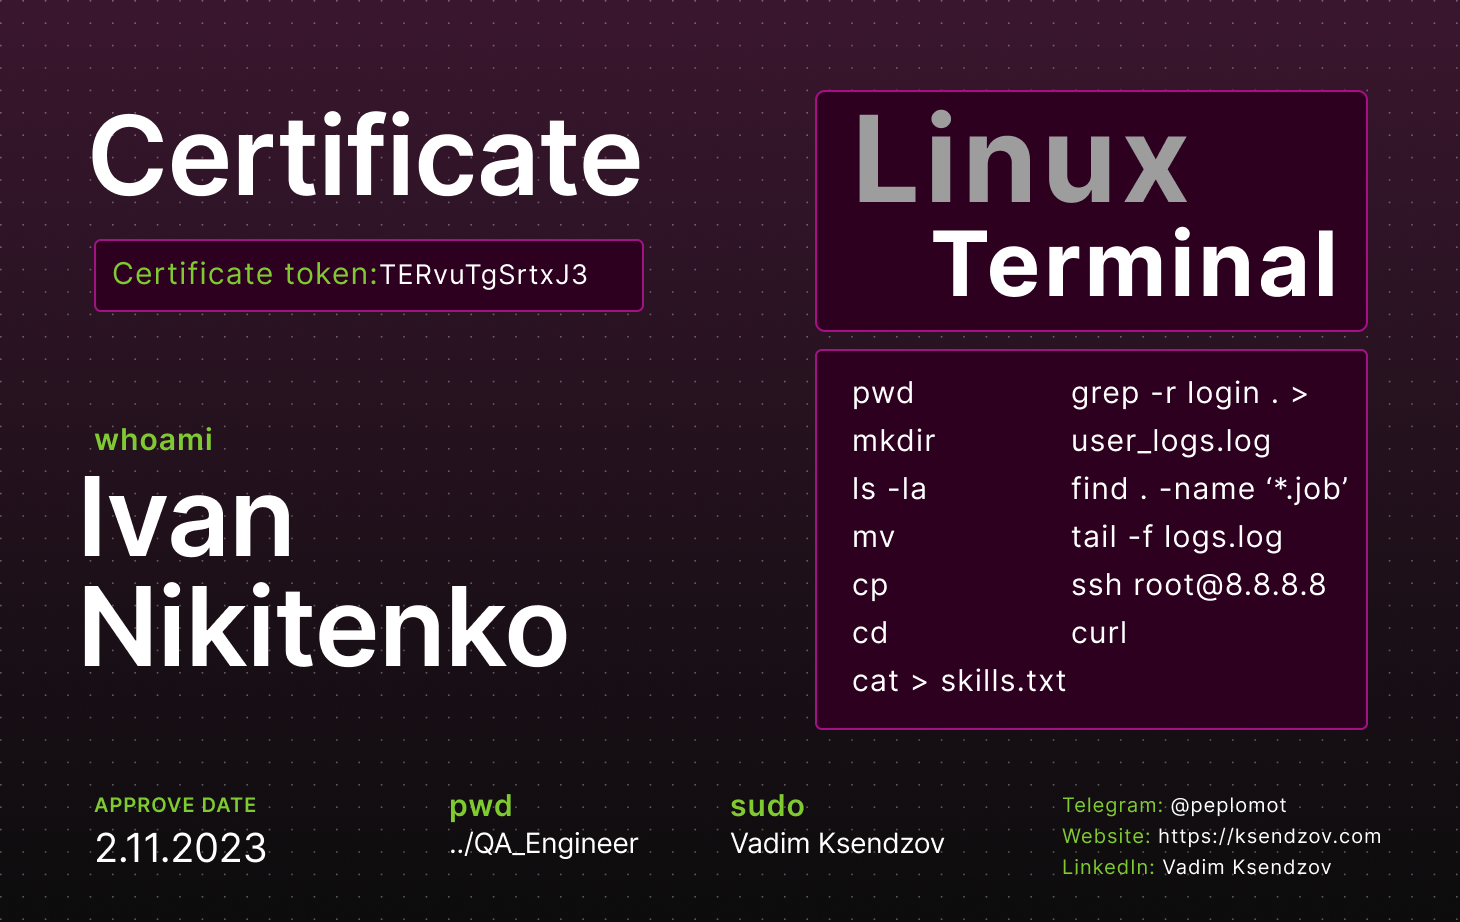 Certificate
Certificate token:TERvuTgSrtxJ3
whoami
Ivan
Nikitenko
Linux
Terminal
pwd
mkdir
ls -la
mv
cp
cd
cat > skills.txt
grep -r login . >
user_logs.log
find . -name ‘*.job’
tail -f logs.log
ssh root@8.8.8.8
curl
APPROVE DATE
2.11.2023
pwd
../QA_Engineer
sudo
Vadim Ksendzov
Telegram: @peplomot
Website: https://ksendzov.com
LinkedIn: Vadim Ksendzov